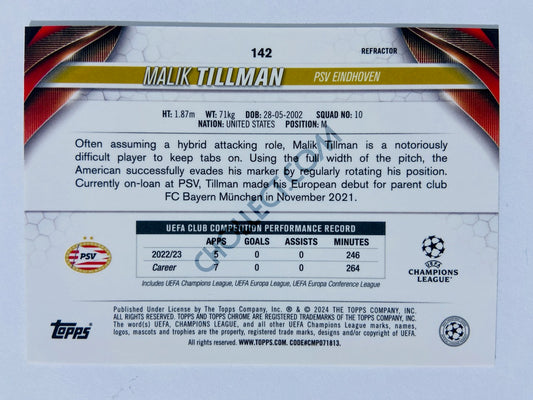 142
REFRACTOR
MALIK TILLMAN
PSV EINDHOVEN
HT: 1.87m WT: 71kg DOB: 28-05-2002 SQUAD NO: 10
NATION: UNITED STATES POSITION: M
Often assuming a hybrid attacking role, Malik Tillman is a notoriously
difficult player to keep tabs on. Using the full width of the pitch, the
American successfully evades his marker by regularly rotating his position.
Currently on-loan at PSV, Tillman made his European debut for parent club
FC Bayern München in November 2021.
UEFA CLUB COMPETITION PERFORMANCE RECORD
APPS GOALS ASSISTS MINUTES
2022/23 5 0 0 246
Career 7 0 0 264
Includes UEFA Champions League, UEFA Europa League, UEFA Europa Conference League
PSV
UEFA
CHAMPIONS
LEAGUE
Published Under License by The Topps Company, Inc. ® & © 2024 THE TOPPS COMPANY, INC.
ALL RIGHTS RESERVED. TOPPS AND TOPPS CHROME ARE REGISTERED TRADEMARKS OF THE TOPPS COMPANY, INC.
The word(s) UEFA, CHAMPIONS LEAGUE, and all other UEFA Champions League marks, names,
logos, mascots and trophies are the property, registered trade mark, designs and/or copyright of UEFA.
All rights reserved. WWW.TOPPS.COM. CODE#CMP071813.
Topps
CHOLLECT.COM